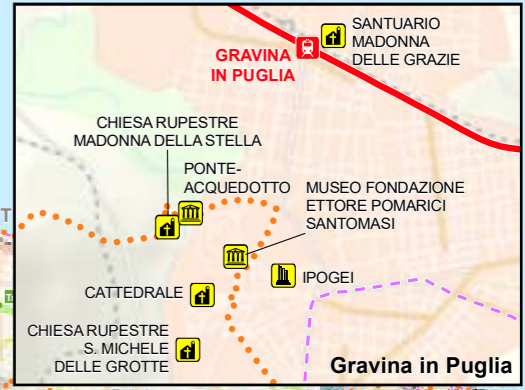 SANTUARIO
MADONNA
DELLE GRAZIE
GRAVINA
IN PUGLIA
CHIESA RUPESTRE
MADONNA DELLA STELLA
PONTE-
ACQUEDOTTO
MUSEO FONDAZIONE
ETTORE POMARICI
SANTOMASI
IPOGEI
CATTEDRALE
CHIESA RUPESTRE
S. MICHELE
DELLE GROTTE
Gravina in Puglia